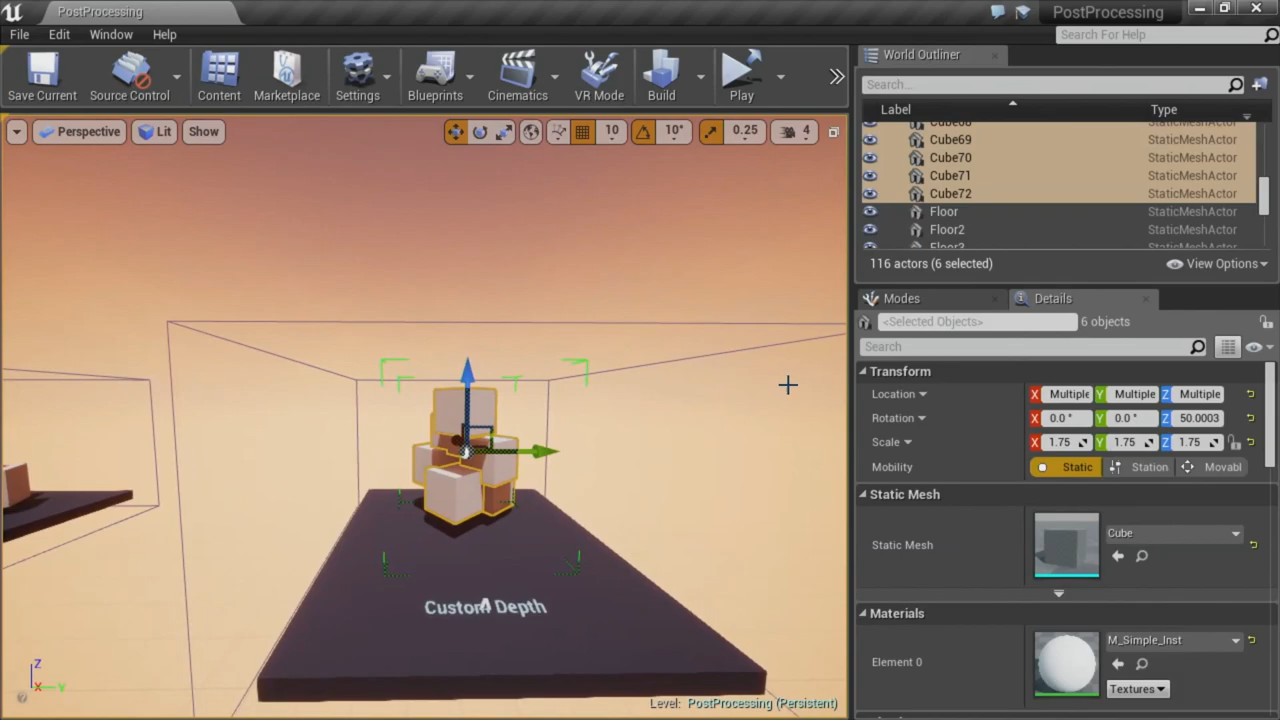 PostProcessing
PostProcessing
File
Edit
Window
Help
Search For Help
Save Current
Source Control
Content
Marketplace
Settings
Blueprints
Cinematics
VR Mode
Build
Play
World Outliner
Search...
Label
Type
Cube68
StaticMeshActor
Cube69
StaticMeshActor
Cube70
StaticMeshActor
Cube71
StaticMeshActor
Cube72
StaticMeshActor
Floor
StaticMeshActor
Floor2
StaticMeshActor
Floor3
StaticMeshActor
116 actors (6 selected)
View Options
Perspective
Lit
Show
10
10°
0.25
4
Modes
Details
<Selected Objects>
6 objects
Search
Transform
Location
X Multiple Y Multiple Z Multiple
Rotation
X 0.0 ° Y 0.0 ° Z 50.0003
Scale
X 1.75 Y 1.75 Z 1.75
Mobility
Static
Station
Movabl
Static Mesh
Static Mesh
Cube
Materials
Element 0
M_Simple_Inst
Textures
Custom Depth
Z
X
Y
Level: PostProcessing (Persistent)